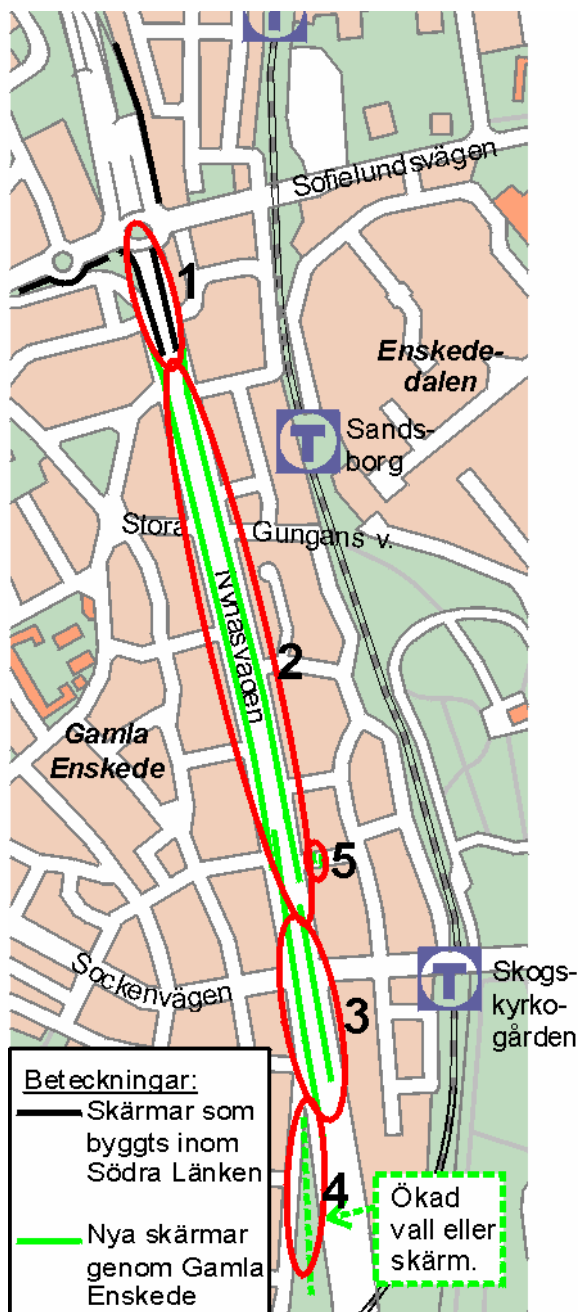 T
Sofielundsvägen
1
Enskede-
dalen
T
Sands-
borg
Stora Gungans v.
Nynäsvägen
2
Gamla
Enskede
5
Sockenvägen
T
Skogs-
kyrko-
gården
3
Beteckningar:
Skärmar som
byggts inom
Södra Länken
Nya skärmar
genom Gamla
Enskede
4
Ökad
vall eller
skärm.